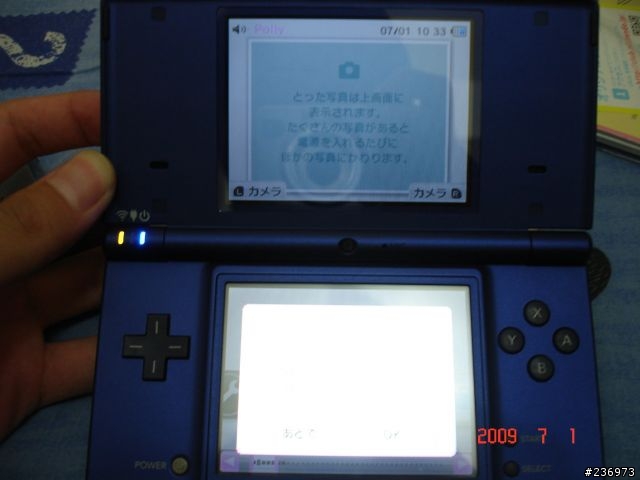 Polly 07/01 10 33
とった写真は上画面に
表示されます。
たくさんの写真があると
電源を入れるたびに
ほかの写真にかわります。
L カメラ カメラ R
X
Y A
B
あとで OK
2009 7 1
START
POWER SELECT
#236973